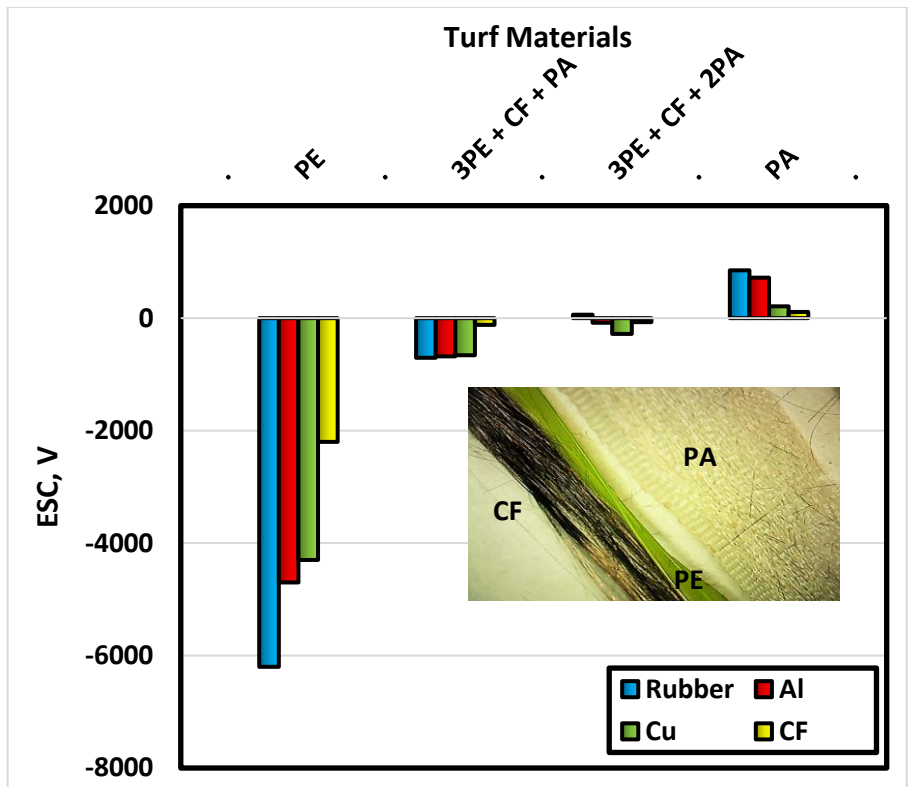 Turf Materials
PE
3PE + CF + PA
3PE + CF + 2PA
PA
2000
0
-2000
-4000
-6000
-8000
ESC, V
PA
CF
PE
Rubber
Al
Cu
CF